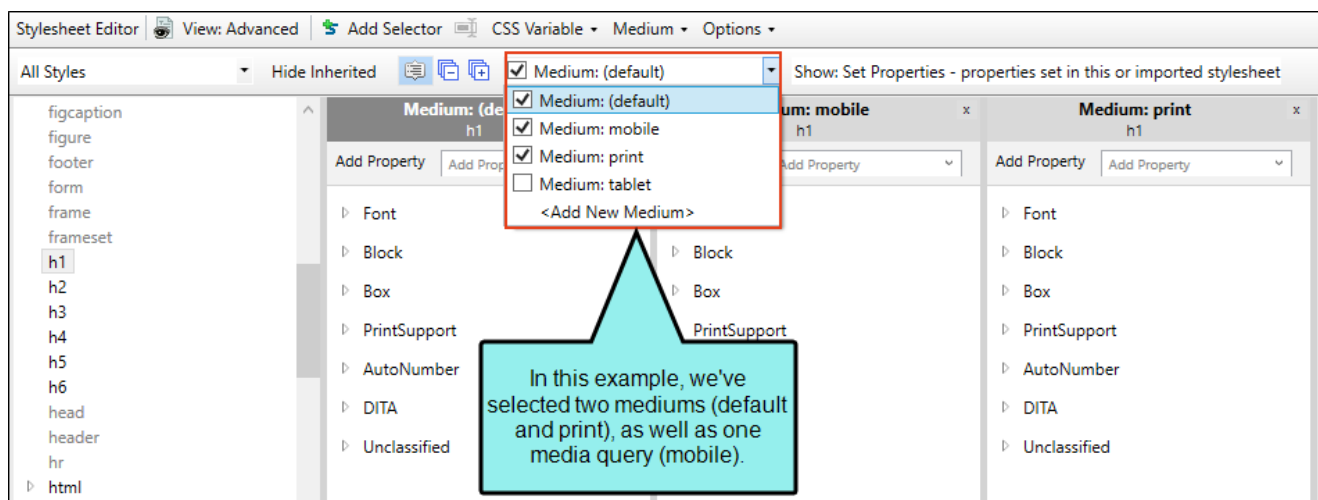 Stylesheet Editor View: Advanced Add Selector CSS Variable Medium Options
All Styles Hide Inherited Medium: (default) Show: Set Properties - properties set in this or imported stylesheet
figcaption
figure
footer
form
frame
frameset
h1
h2
h3
h4
h5
h6
head
header
hr
html
Medium: (de
h1
Add Property Add Prop
Font
Block
Box
PrintSupport
AutoNumber
DITA
Unclassified
Medium: (default)
Medium: mobile
Medium: print
Medium: tablet
<Add New Medium>
um: mobile x
h1
Add Property
Block
Box
PrintSupport
Medium: print x
h1
Add Property Add Property
Font
Block
Box
PrintSupport
AutoNumber
DITA
Unclassified
In this example, we've
selected two mediums (default
and print), as well as one
media query (mobile).